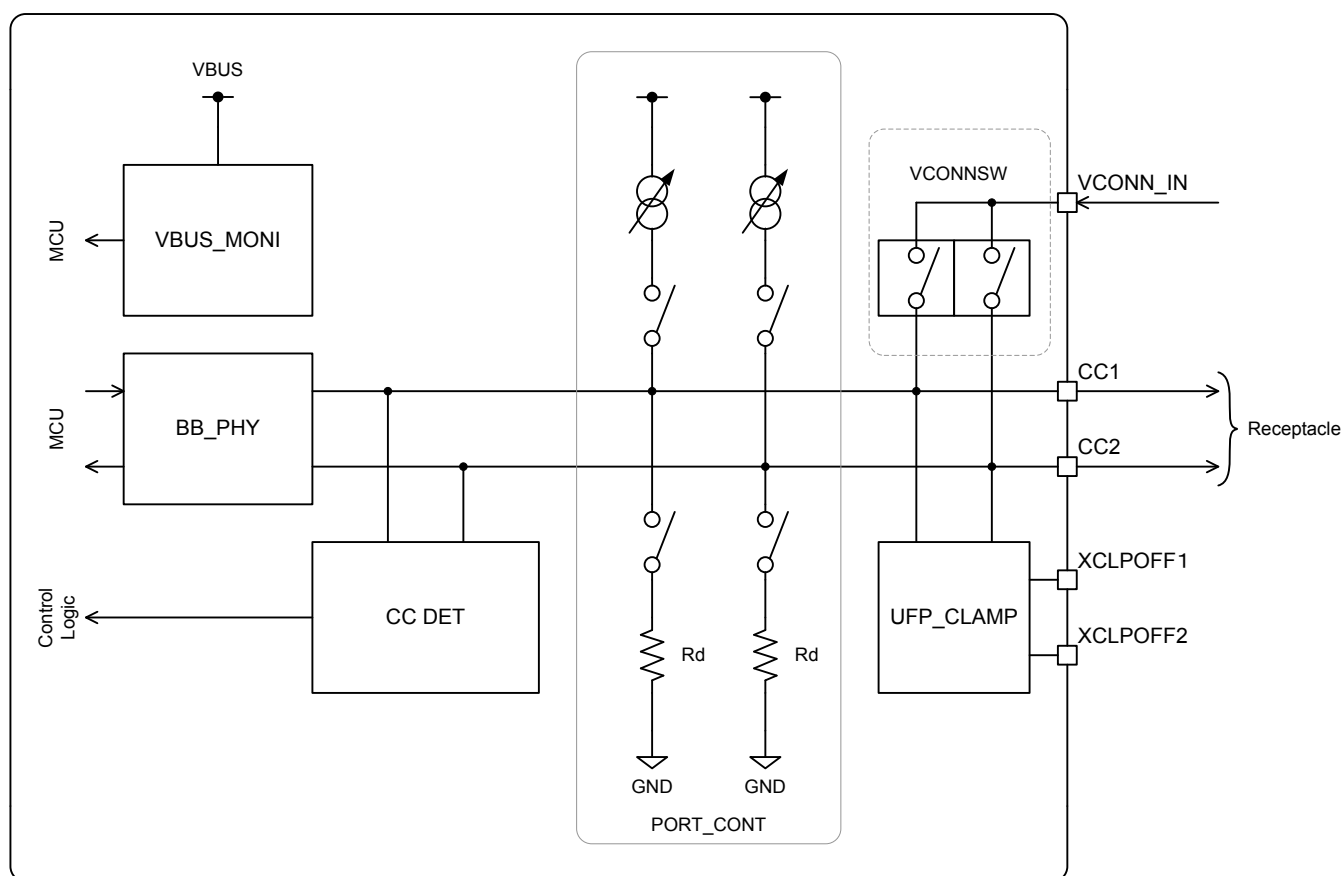 VBUS
VCONNSW
VCONN_IN
MCU
VBUS_MONI
CC1
MCU
BB_PHY
Receptacle
CC2
XCLPOFF1
Control
Logic
CC DET
UFP_CLAMP
XCLPOFF2
Rd
Rd
GND
GND
PORT_CONT